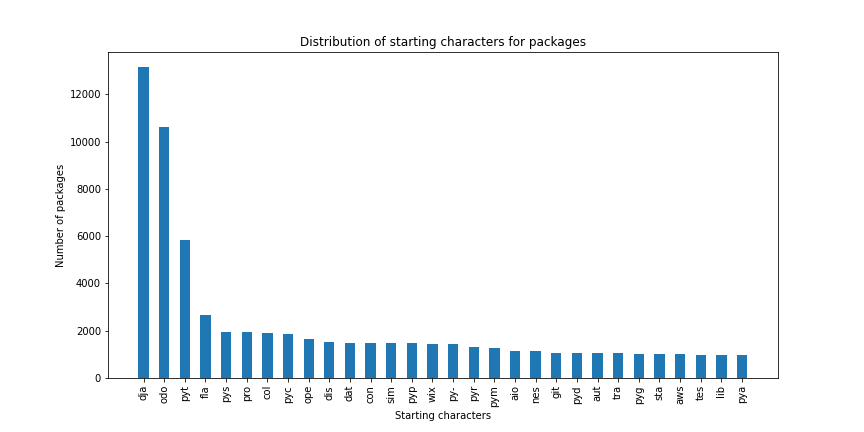 Distribution of starting characters for packages
Number of packages
12000
10000
8000
6000
4000
2000
0
dja odo pyt fla pys pro col pyc ope dis dat con sim pyp wix py- pyr pym aio nes git pyd aut tra pyg sta aws tes lib pya
Starting characters